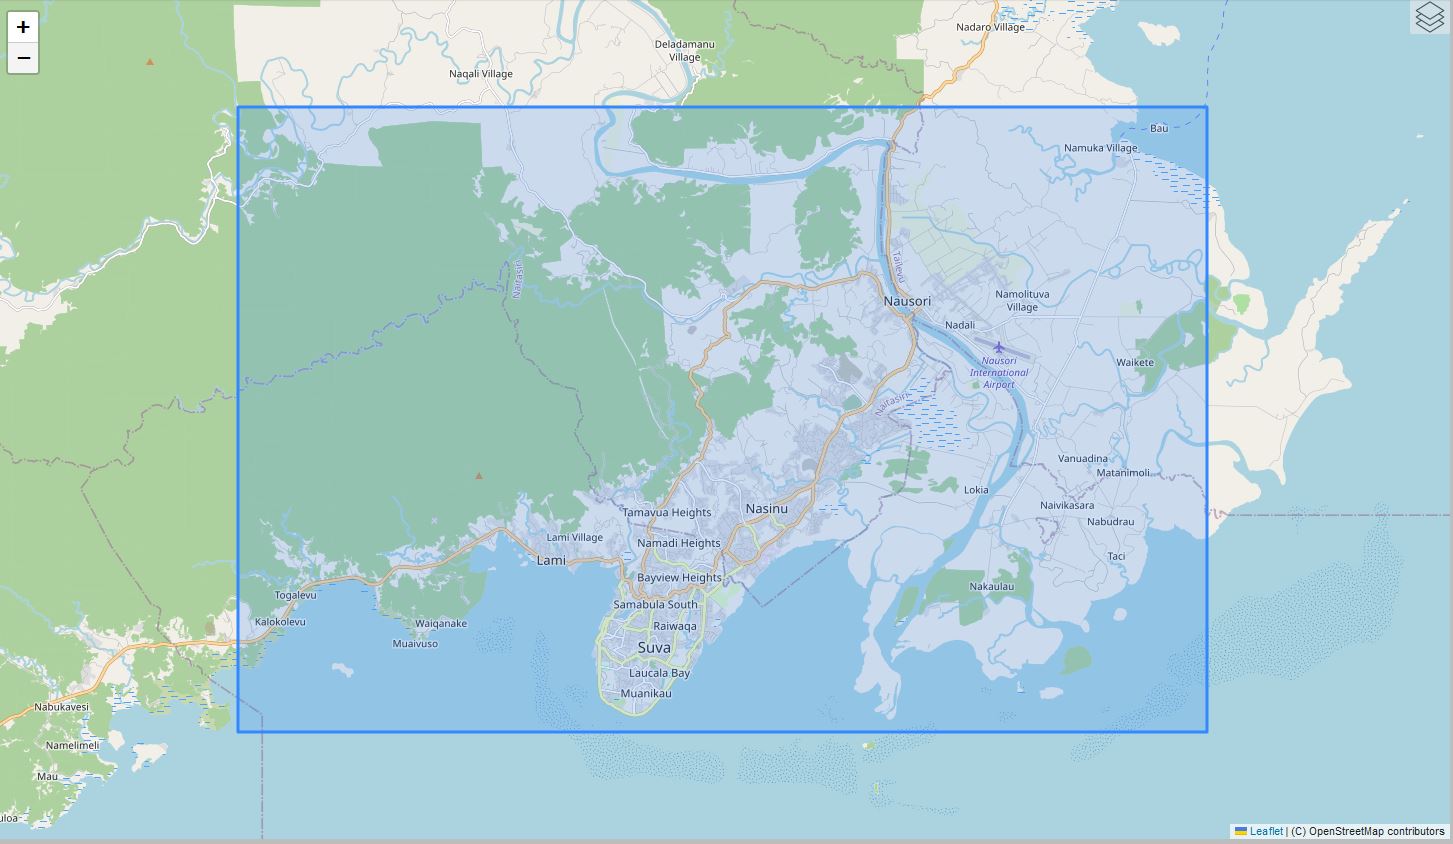 +
−
Nadaro Village
Deladamanu
Village
Naqali Village
Bau
Namuka Village
Naitasiri
Tailevu
Namolituva
Village
Nausori
Nadali
Nausori
International
Airport
Waikete
Naitasiri
Vanuadina
Matanimoli
Lokia
Naivikasara
Nabudrau
Tamavua Heights
Nasinu
Lami Village
Namadi Heights
Lami
Taci
Bayview Heights
Nakaulau
Togalevu
Samabula South
Kalokolevu
Waiqanake
Raiwaqa
Muaivuso
Suva
Laucala Bay
Muanikau
Nabukavesi
Namelimeli
Mau
uloa
Leaflet | (C) OpenStreetMap contributors